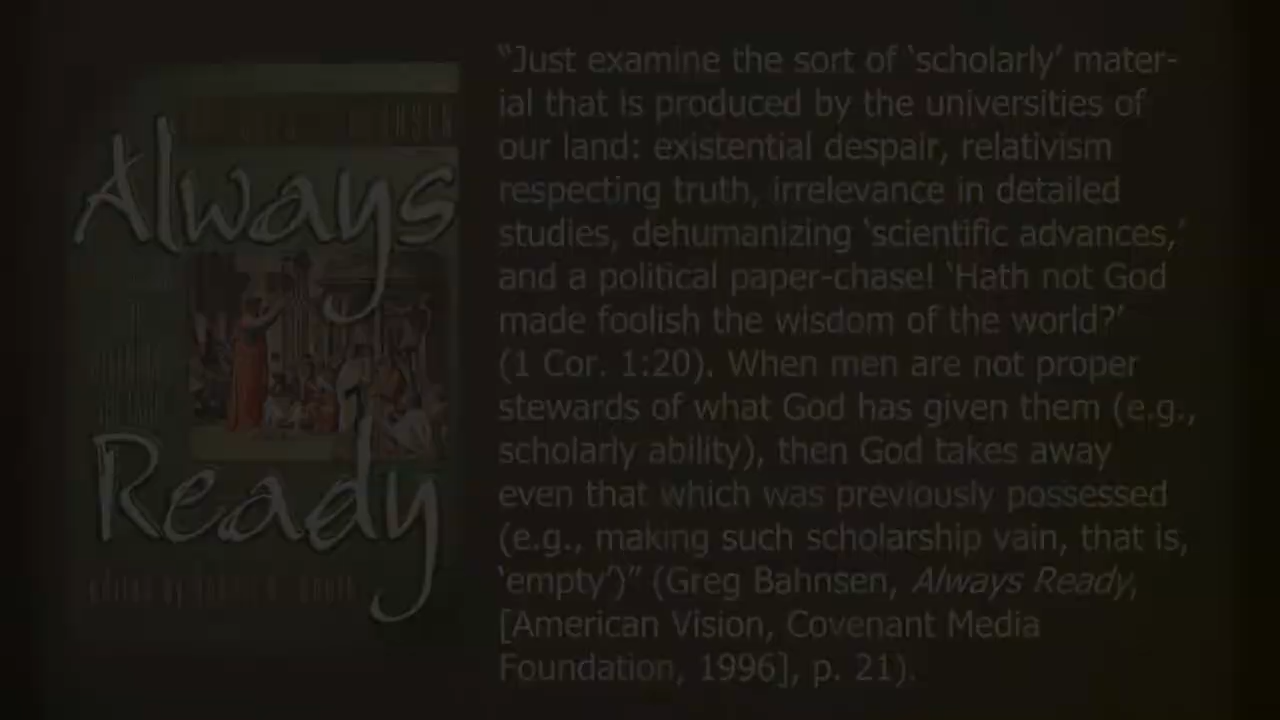 Always
Ready
“Just examine the sort of ‘scholarly’ mater-
ial that is produced by the universities of
our land: existential despair, relativism
respecting truth, irrelevance in detailed
studies, dehumanizing ‘scientific advances,’
and a political paper-chase! ‘Hath not God
made foolish the wisdom of the world?’
(1 Cor. 1:20). When men are not proper
stewards of what God has given them (e.g.,
scholarly ability), then God takes away
even that which was previously possessed
(e.g., making such scholarship vain, that is,
‘empty’)” (Greg Bahnsen, Always Ready,
[American Vision, Covenant Media
Foundation, 1996], p. 21).